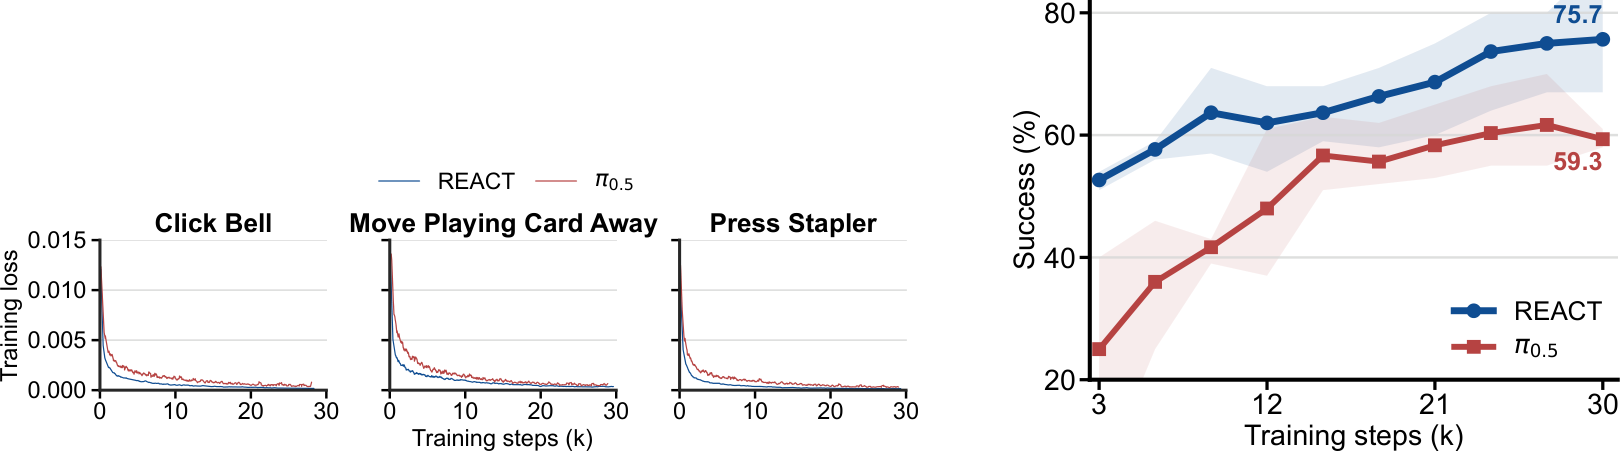 REACT π0.5
Click Bell
Move Playing Card Away
Press Stapler
Training loss
0.015
0.010
0.005
0.000
0 10 20 30
0 10 20 30
0 10 20 30
Training steps (k)
Success (%)
80
60
40
20
75.7
59.3
REACT
π0.5
3 12 21 30
Training steps (k)